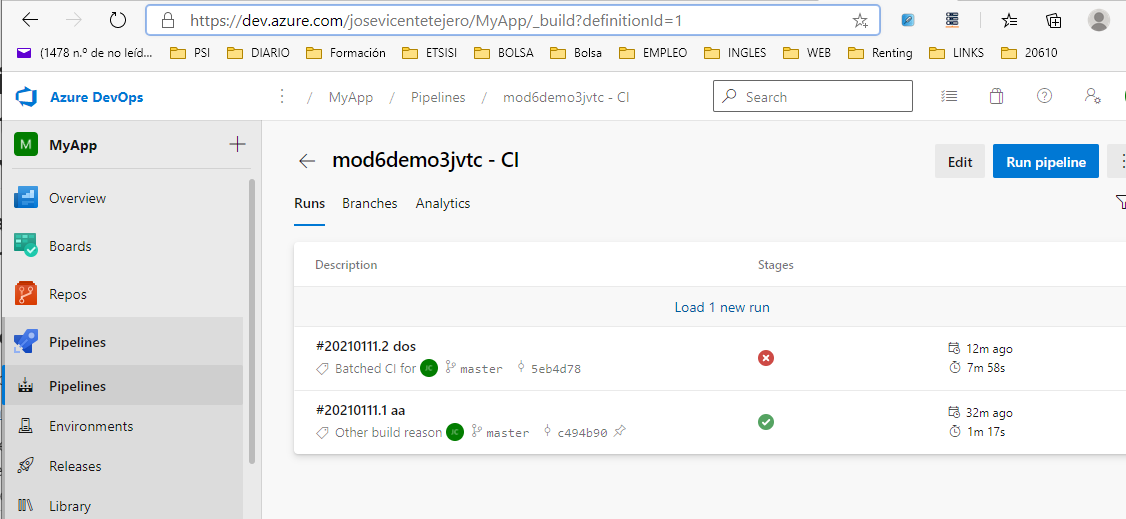 https://dev.azure.com/josevicentetejero/MyApp/_build?definitionId=1
(1478 n.º de no leíd... PSI DIARIO Formación ETSISI BOLSA Bolsa EMPLEO INGLES WEB Renting LINKS 20610
Azure DevOps / MyApp / Pipelines / mod6demo3jvtc - CI Search
M MyApp
mod6demo3jvtc - CI Edit Run pipeline
Overview
Runs Branches Analytics
Boards
Description Stages
Repos
Load 1 new run
Pipelines
#20210111.2 dos 12m ago
Batched CI for JC master 5eb4d78 7m 58s
Pipelines
#20210111.1 aa 32m ago
Environments
Other build reason JC master c494b90 1m 17s
Releases
Library